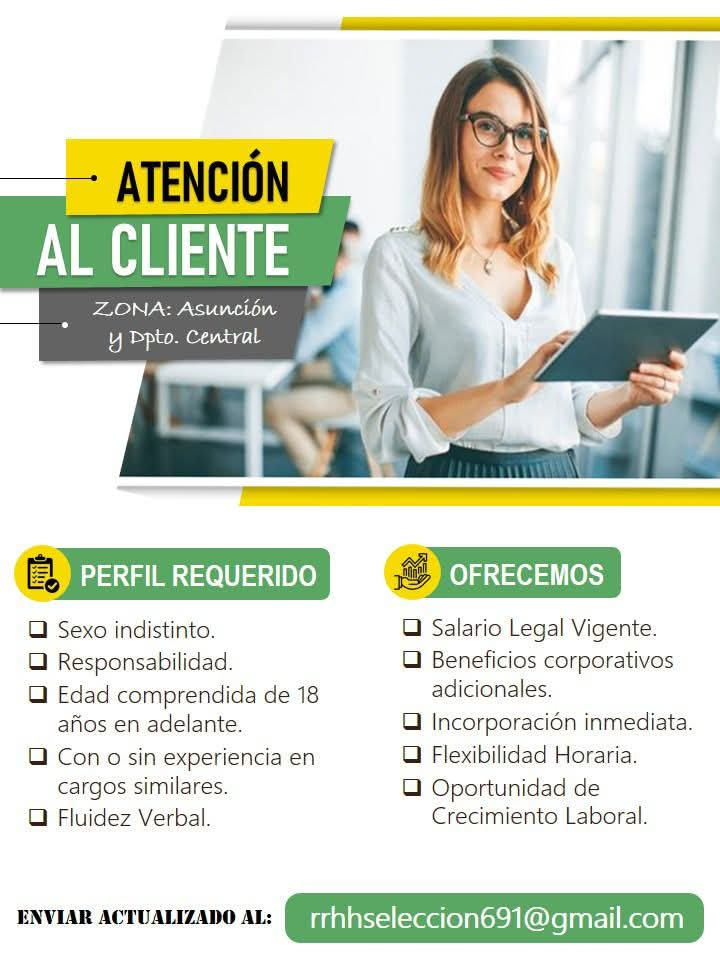 ATENCIÓN
AL CLIENTE
ZONA: Asunción
y Dpto. Central
PERFIL REQUERIDO
Sexo indistinto.
Responsabilidad.
Edad comprendida de 18
años en adelante.
Con o sin experiencia en
cargos similares.
Fluidez Verbal.
OFRECEMOS
Salario Legal Vigente.
Beneficios corporativos
adicionales.
Incorporación inmediata.
Flexibilidad Horaria.
Oportunidad de
Crecimiento Laboral.
ENVIAR ACTUALIZADO AL:
rrhhseleccion691@gmail.com